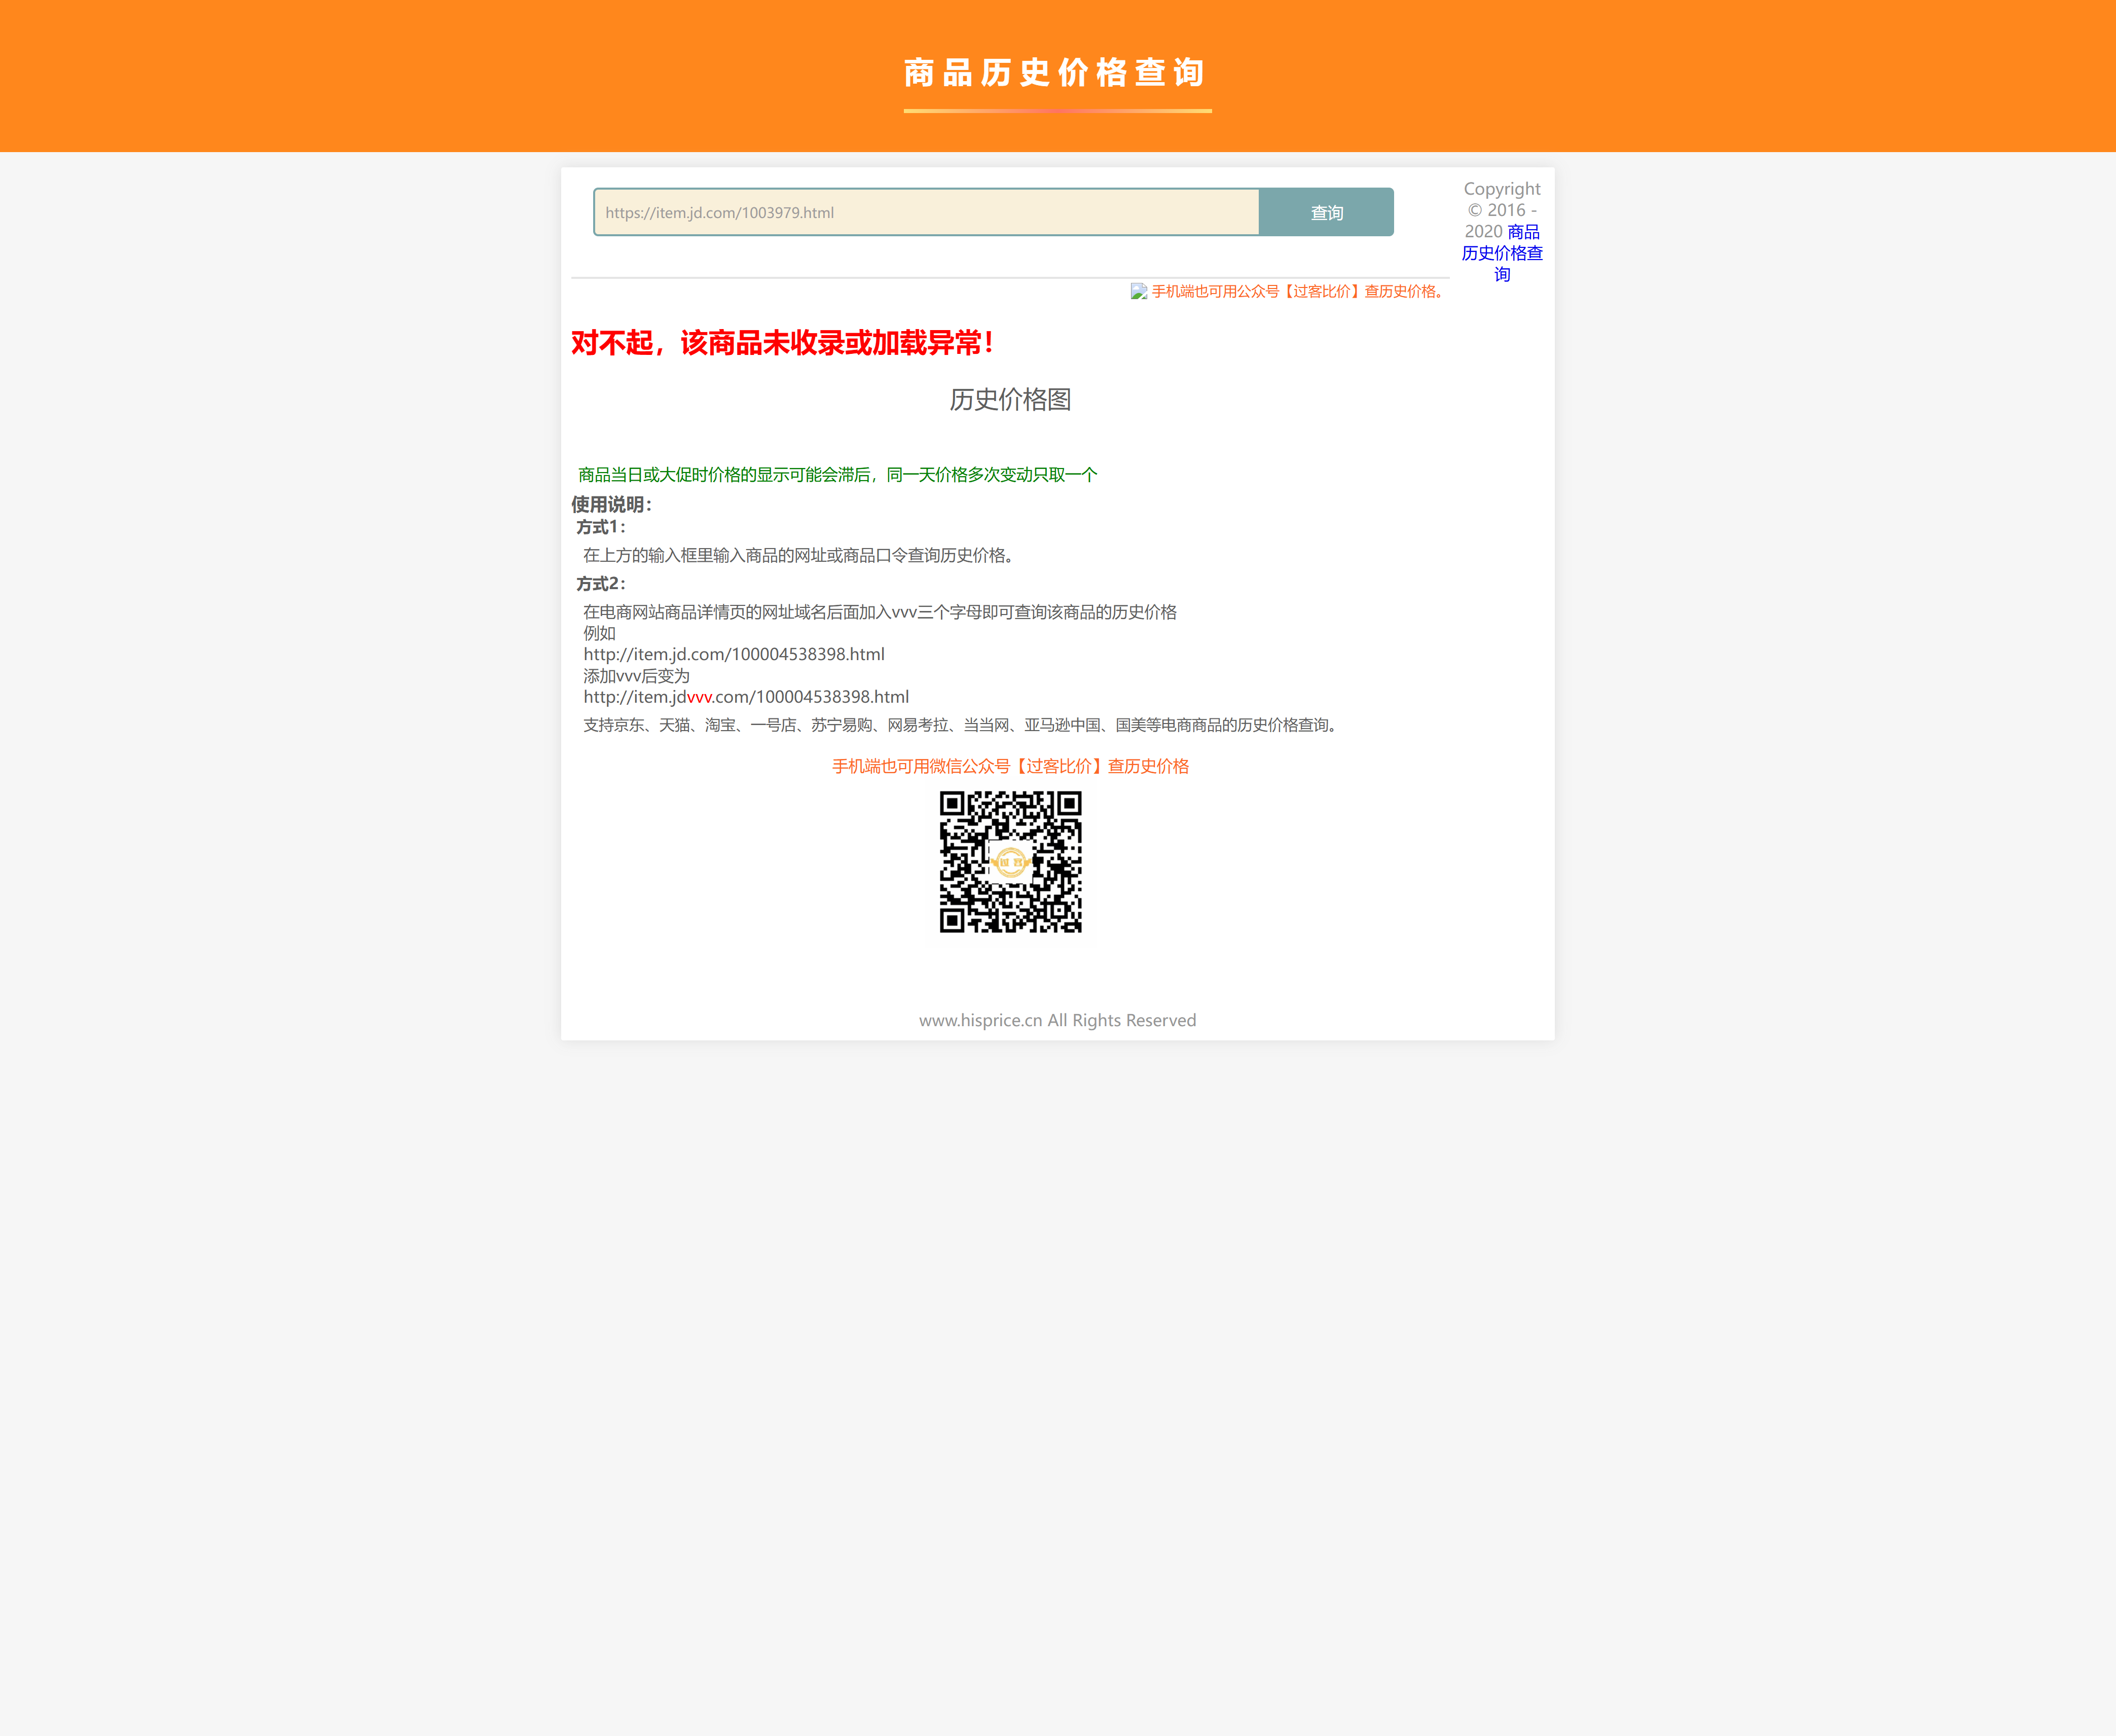 商品历史价格查询
https://item.jd.com/1003979.html
查询
Copyright
© 2016 -
2020 商品
历史价格查
询
手机端也可用公众号【过客比价】查历史价格。
对不起，该商品未收录或加载异常！
历史价格图
商品当日或大促时价格的显示可能会滞后，同一天价格多次变动只取一个
使用说明：
方式1：
在上方的输入框里输入商品的网址或商品口令查询历史价格。
方式2：
在电商网站商品详情页的网址域名后面加入vvv三个字母即可查询该商品的历史价格
例如
http://item.jd.com/100004538398.html
添加vvv后变为
http://item.jdvvv.com/100004538398.html
支持京东、天猫、淘宝、一号店、苏宁易购、网易考拉、当当网、亚马逊中国、国美等电商商品的历史价格查询。
手机端也可用微信公众号【过客比价】查历史价格
过客
www.hisprice.cn All Rights Reserved